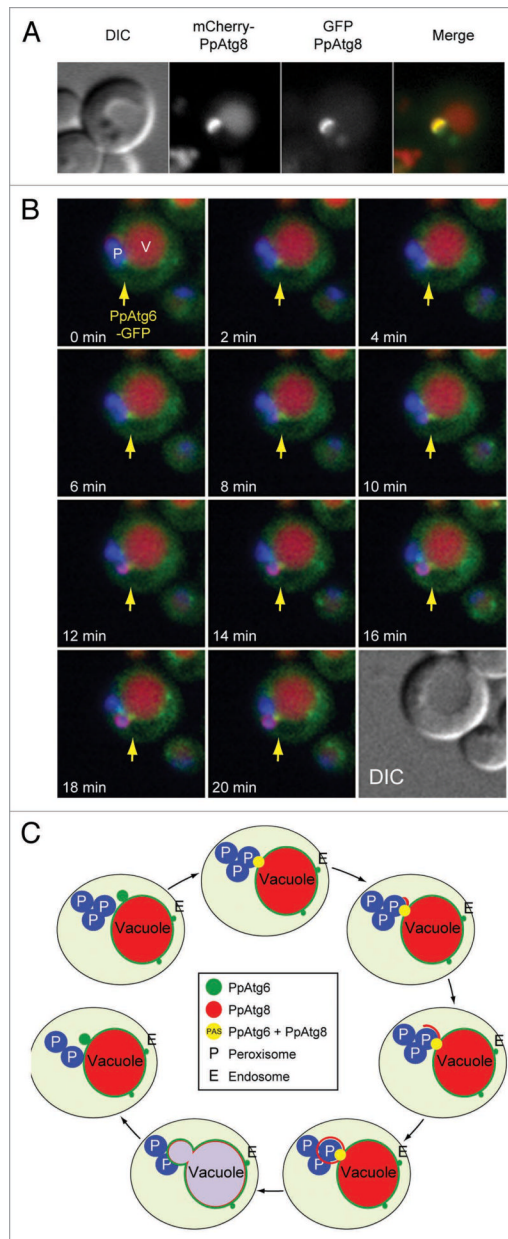 A
DIC
mCherry-
PpAtg8
GFP
PpAtg8
Merge
B
P
V
PpAtg6
-GFP
0 min
2 min
4 min
6 min
8 min
10 min
12 min
14 min
16 min
18 min
20 min
DIC
C
P P P Vacuole E
P P P Vacuole E
P P P Vacuole E
P P P Vacuole E
P P P Vacuole E
P P Vacuole E
P P Vacuole E
PpAtg6
PpAtg8
PAS PpAtg6 + PpAtg8
P Peroxisome
E Endosome